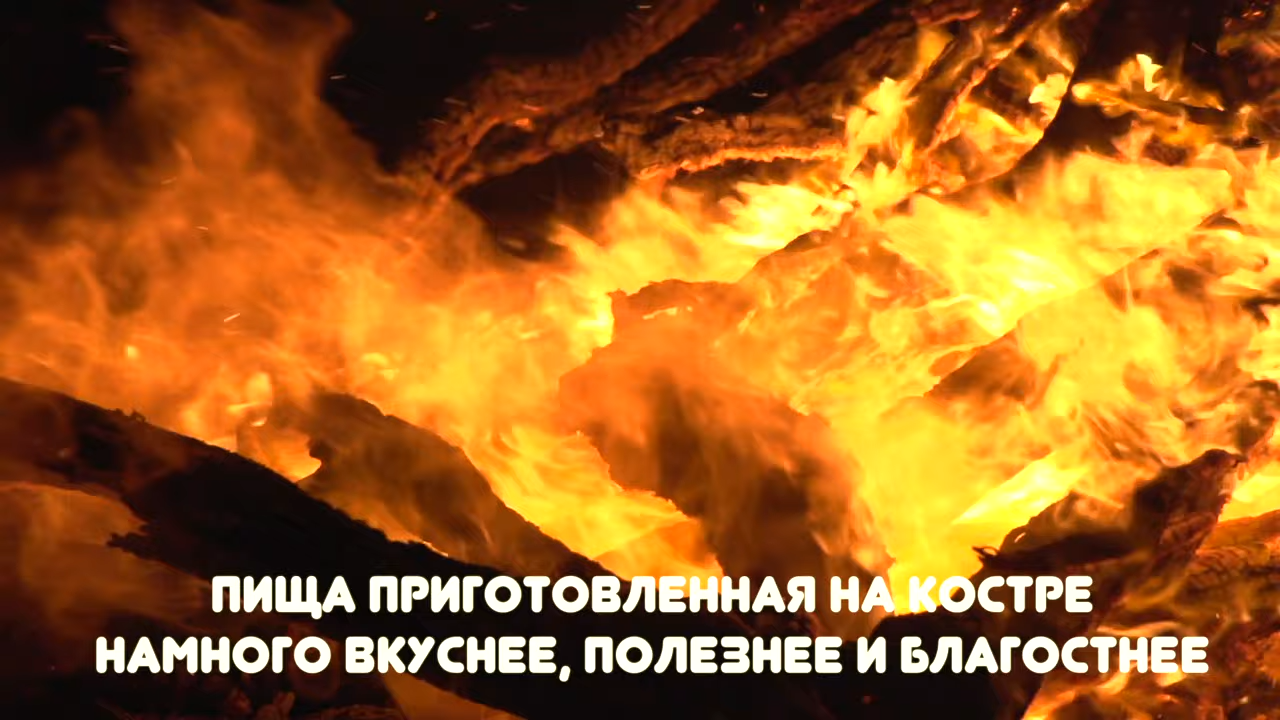 ПИЩА ПРИГОТОВЛЕННАЯ НА КОСТРЕ
НАМНОГО ВКУСНЕЕ, ПОЛЕЗНЕЕ И БЛАГОСТНЕЕ